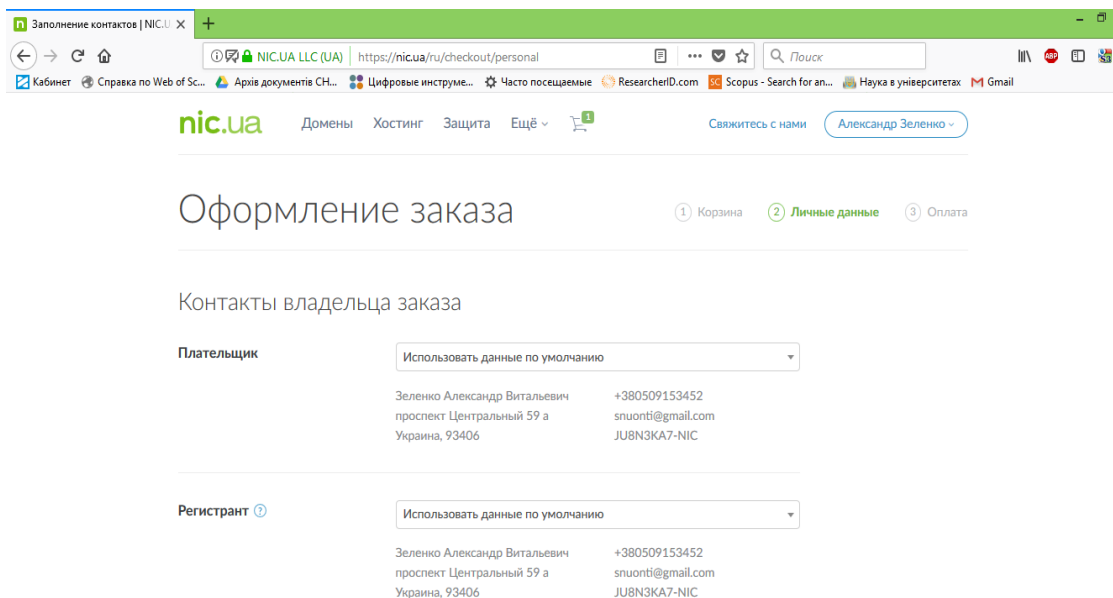 Заполнение контактов | NIC.U
NIC.UA LLC (UA) https://nic.ua/ru/checkout/personal Поиск
Кабинет Справка по Web of Sc... Архів документів СН... Цифровые инструме... Часто посещаемые ResearcherID.com SC Scopus - Search for an... Наука в університетах Gmail
nic.ua Домены Хостинг Защита Ещё 1 Свяжитесь с нами Александр Зеленко
Оформление заказа 1 Корзина 2 Личные данные 3 Оплата
Контакты владельца заказа
Плательщик Использовать данные по умолчанию
Зеленко Александр Витальевич +380509153452
проспект Центральный 59 а snuonti@gmail.com
Украина, 93406 JU8N3KA7-NIC
Регистрант ? Использовать данные по умолчанию
Зеленко Александр Витальевич +380509153452
проспект Центральный 59 а snuonti@gmail.com
Украина, 93406 JU8N3KA7-NIC